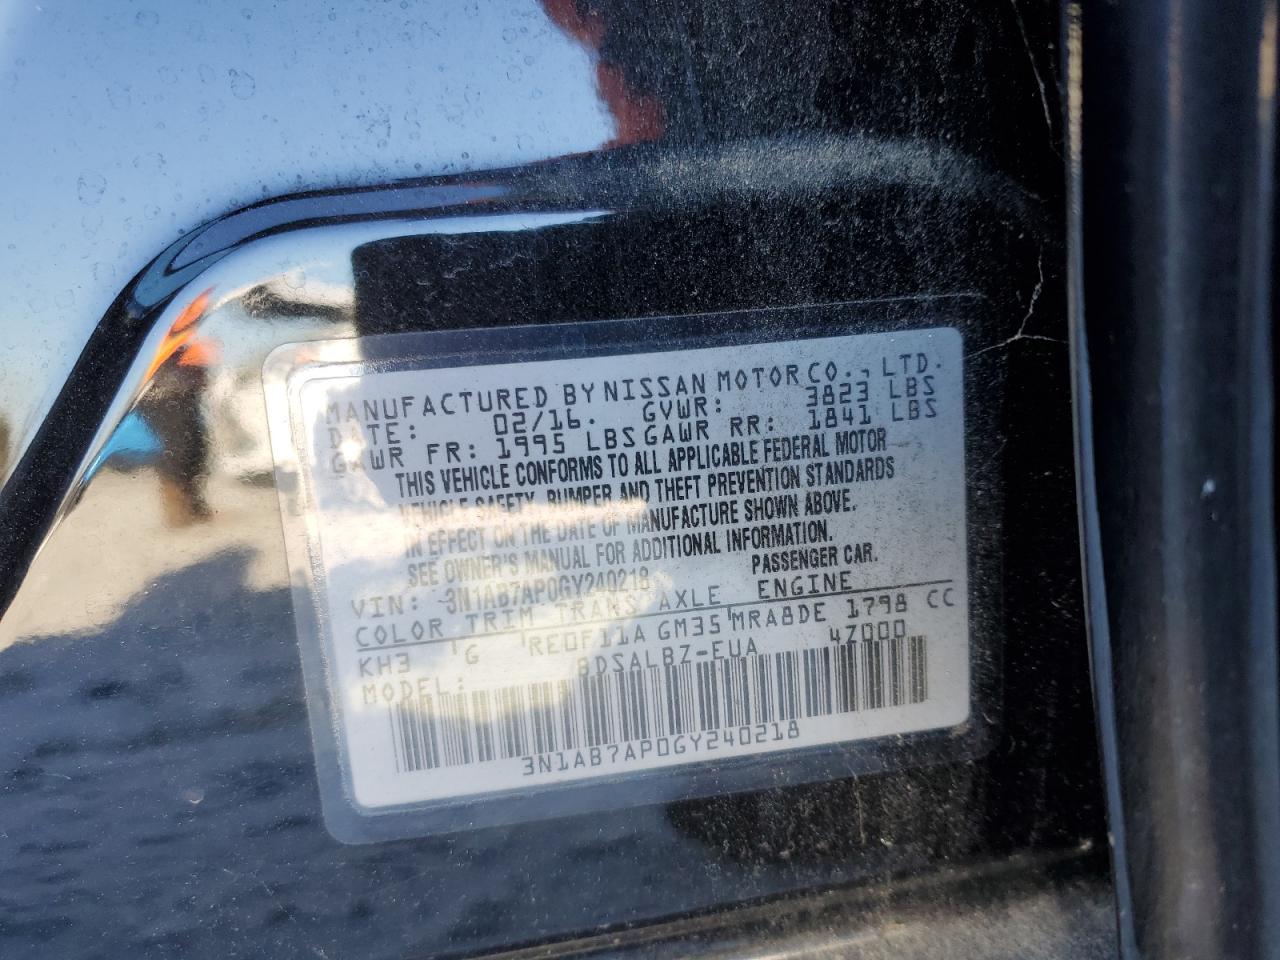 MANUFACTURED BY NISSAN MOTOR CO., LTD.
DATE: 02/16. GVWR: 3823 LBS
GAWR FR: 1995 LBS GAWR RR: 1841 LBS
THIS VEHICLE CONFORMS TO ALL APPLICABLE FEDERAL MOTOR
VEHICLE SAFETY, BUMPER AND THEFT PREVENTION STANDARDS
IN EFFECT ON THE DATE OF MANUFACTURE SHOWN ABOVE.
SEE OWNER'S MANUAL FOR ADDITIONAL INFORMATION.
VIN: 3N1AB7AP0GY240218 PASSENGER CAR.
COLOR TRIM TRANS AXLE ENGINE
KH3 G RE0F11A GM35 MRA8DE 1798 CC
MODEL: BDSALBZ-EUA 4Z000
3N1AB7AP0GY240218